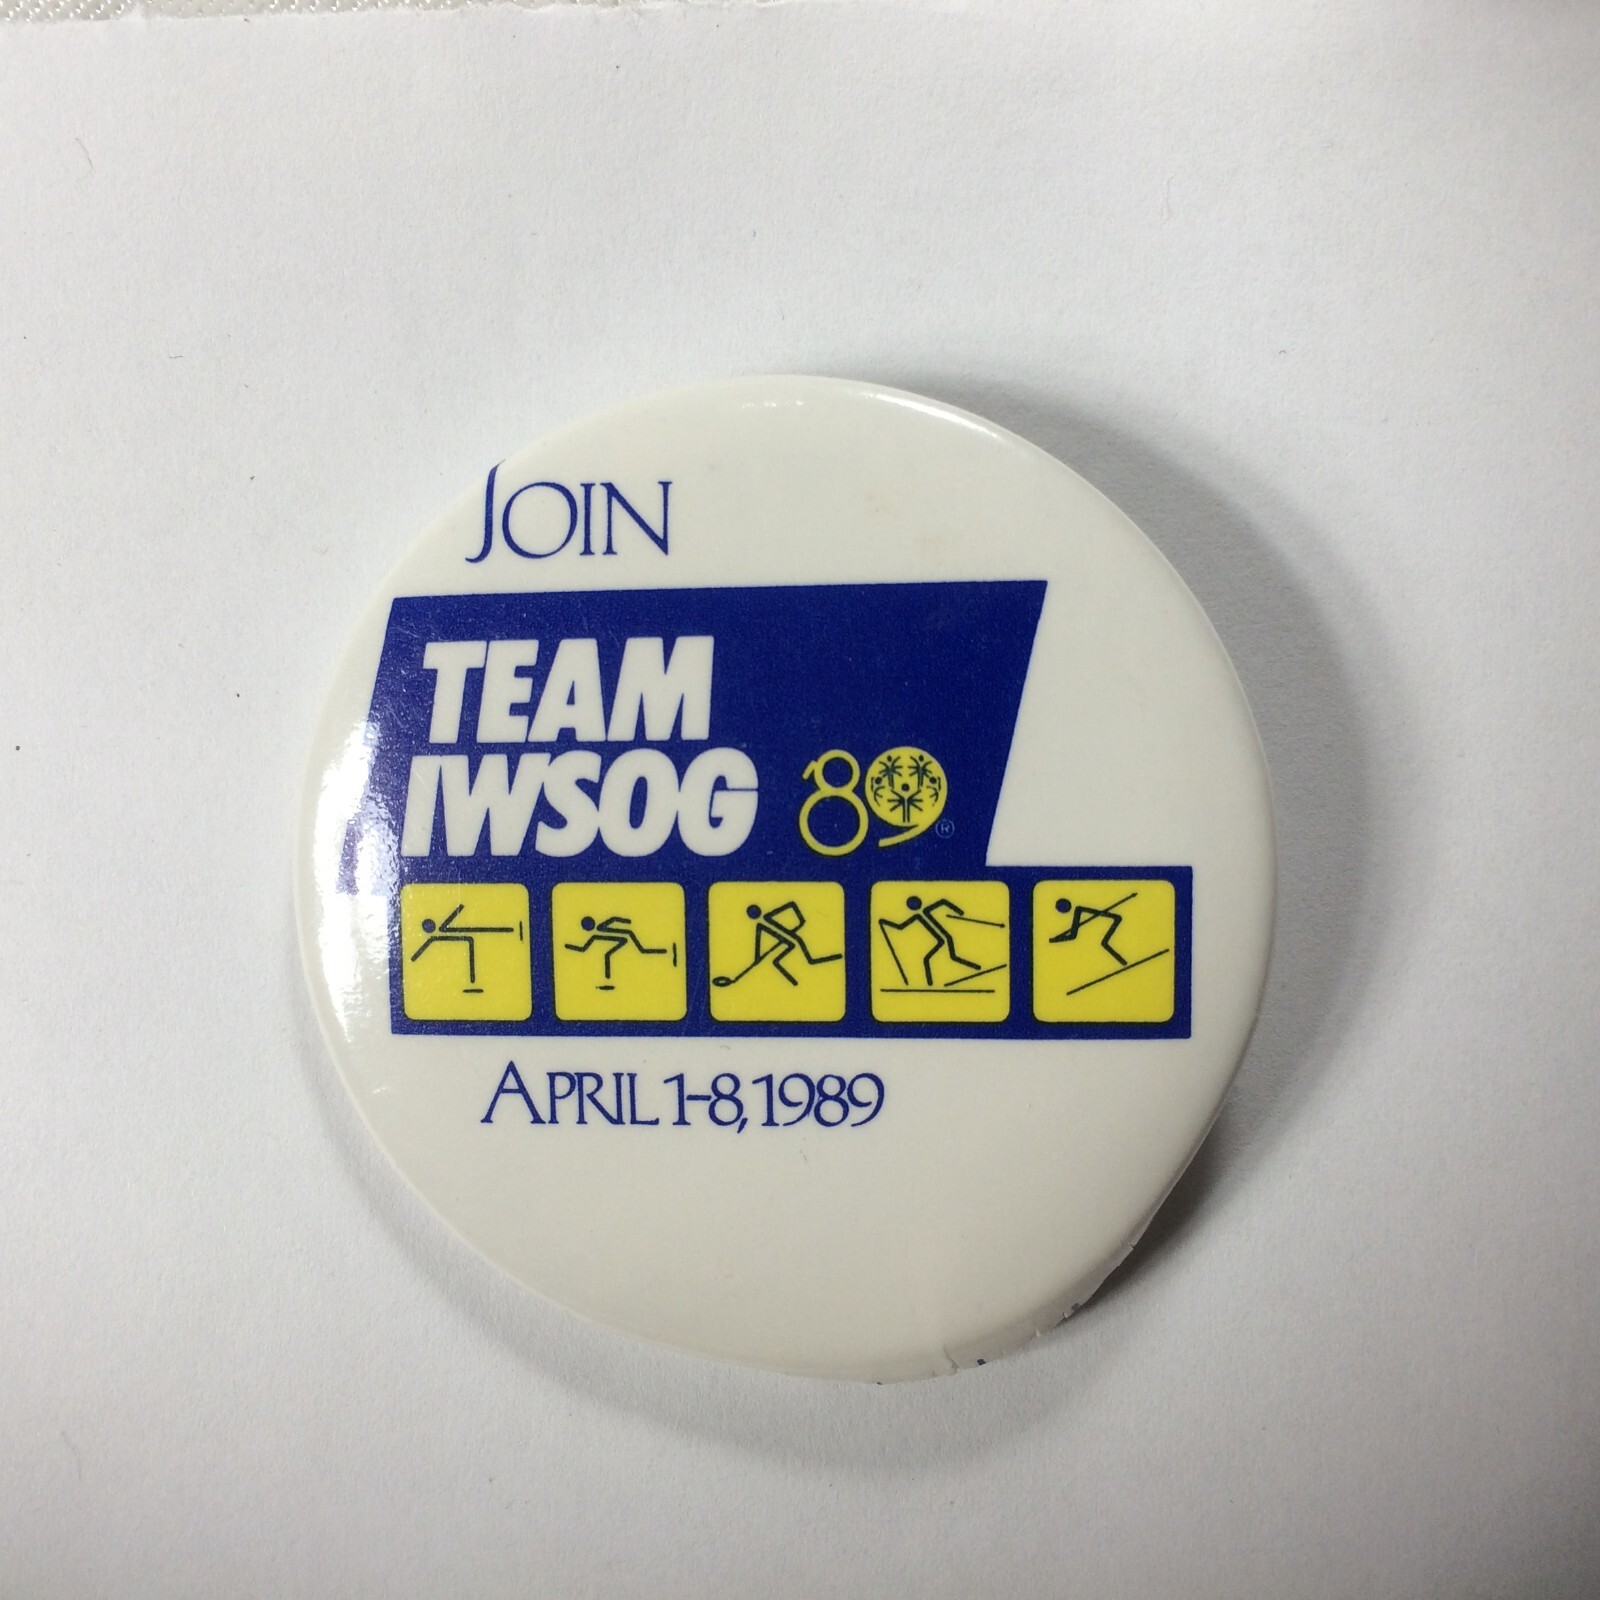 JOIN
TEAM
IWSOG '89 ®
APRIL 1-8, 1989